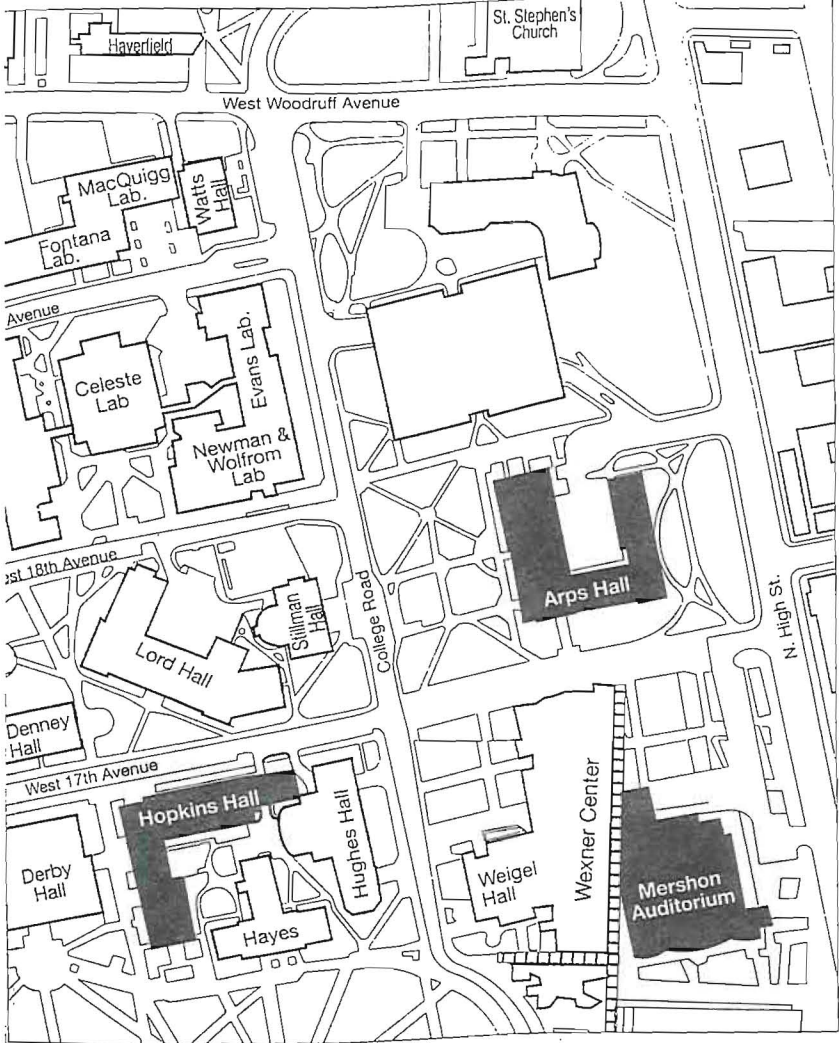 St. Stephen's
Church
Haverfield
West Woodruff Avenue
MacQuigg
Lab.
Watts
Hall
Fontana
Lab.
Avenue
Evans Lab.
Celeste
Lab
Newman &
Wolfrom
Lab
est 18th Avenue
Arps Hall
Stillman
Hall
College Road
N. High St.
Lord Hall
Denney
Hall
West 17th Avenue
Hopkins Hall
Hughes Hall
Wexner Center
Derby
Hall
Weigel
Hall
Mershon
Auditorium
Hayes